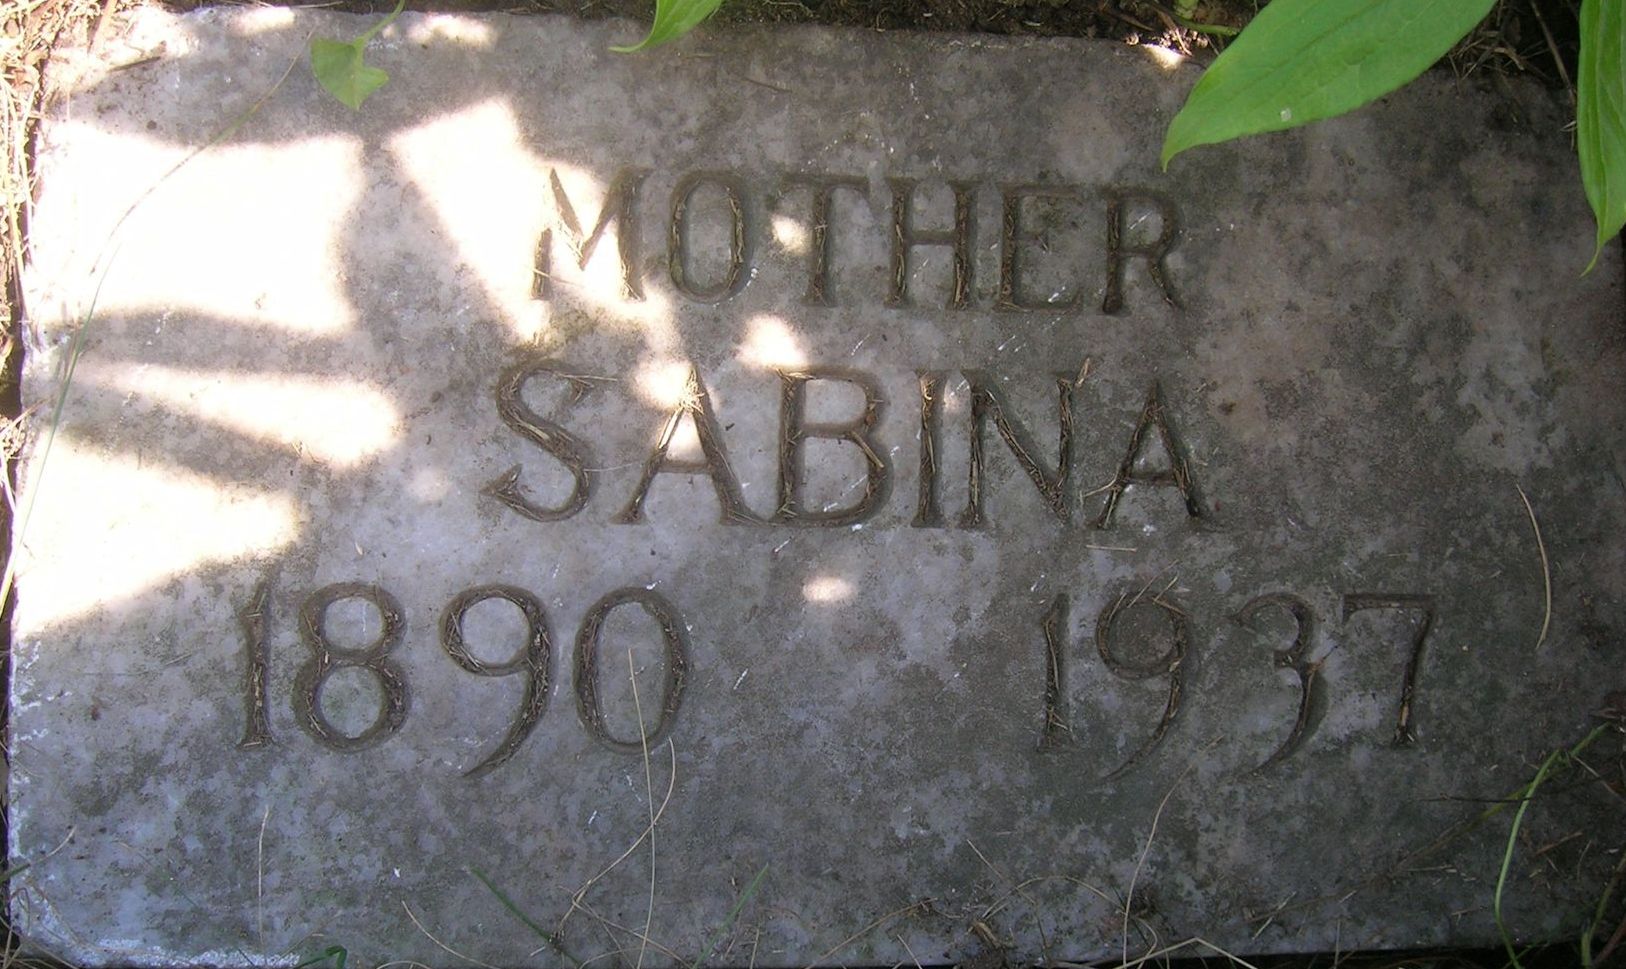 MOTHER
SABINA
1890 1937